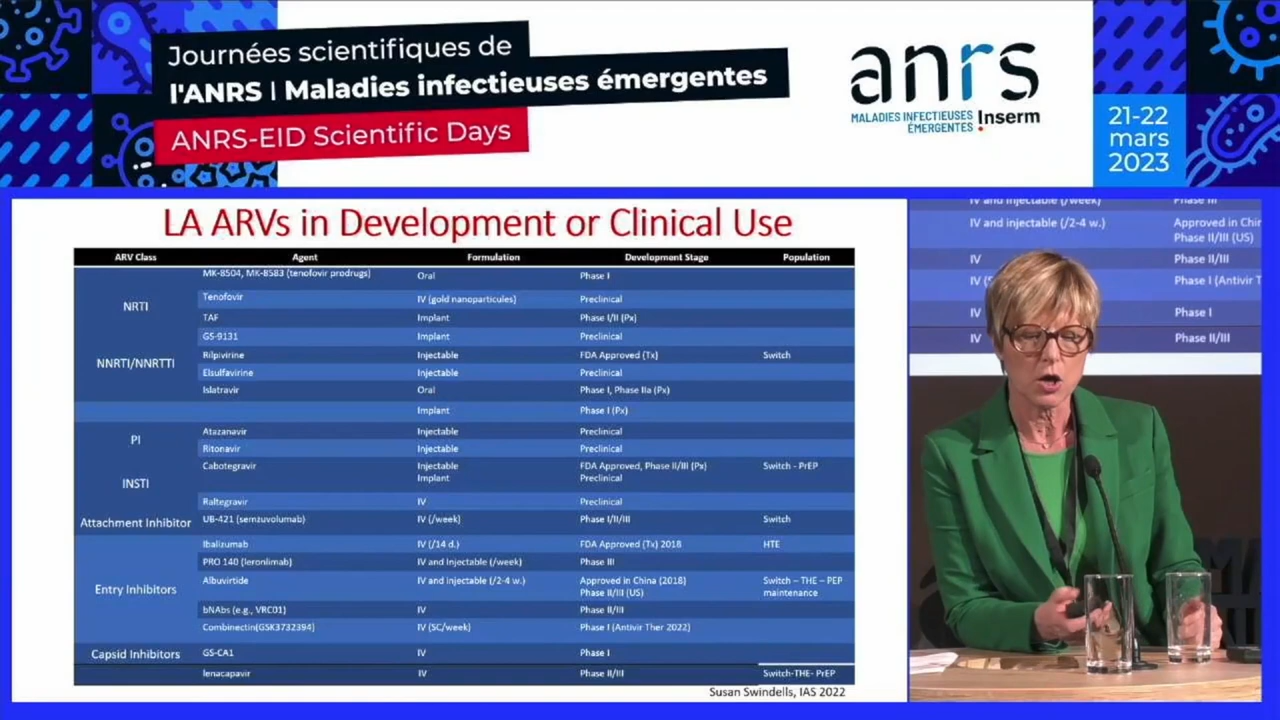 Journées scientifiques de
l'ANRS | Maladies infectieuses émergentes
ANRS-EID Scientific Days
anrs
MALADIES INFECTIEUSES
ÉMERGENTES
Inserm
21-22
mars
2023
LA ARVs in Development or Clinical Use
ARV Class Agent Formulation Development Stage Population
NRTI
MK-8504, MK-8583 (tenofovir prodrugs) Oral Phase I
Tenofovir IV (gold nanoparticules) Preclinical
TAF Implant Phase I/II (Px)
GS-9131 Implant Preclinical
NNRTI/NNRTTI
Rilpivirine Injectable FDA Approved (Tx) Switch
Elsulfavirine Injectable Preclinical
Islatravir Oral Phase I, Phase IIa (Px)
Implant Phase I (Px)
PI
Atazanavir Injectable Preclinical
Ritonavir Injectable Preclinical
INSTI
Cabotegravir Injectable FDA Approved, Phase II/III (Px) Switch - PrEP
Implant Preclinical
Raltegravir IV Preclinical
Attachment Inhibitor UB-421 (semzuvolumab) IV (/week) Phase I/II/III Switch
Entry Inhibitors
Ibalizumab IV (/14 d.) FDA Approved (Tx) 2018 HTE
PRO 140 (leronlimab) IV and Injectable (/week) Phase III
Albuvirtide IV and injectable (/2-4 w.) Approved in China (2018) Switch – THE – PEP
Phase II/III (US) maintenance
bNAbs (e.g., VRC01) IV Phase II/III
Combinectin(GSK3732394) IV (SC/week) Phase I (Antivir Ther 2022)
Capsid Inhibitors GS-CA1 IV Phase I
lenacapavir IV Phase II/III Switch-THE- PrEP
Susan Swindells, IAS 2022
IV and injectable (/week) Phase III
IV and injectable (/2-4 w.) Approved in Chin
Phase II/III (US)
IV Phase II/III
IV (S Phase I (Antivir T
IV Phase I
IV Phase II/III